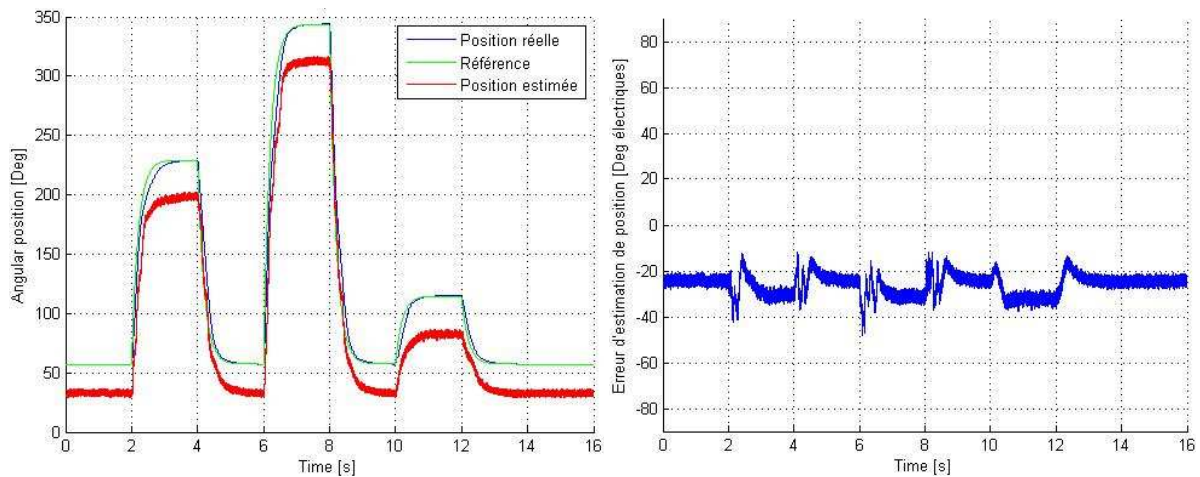 350
300
250
200
150
100
50
0
Angular position [Deg]
0 2 4 6 8 10 12 14 16
Time [s]
Position réelle
Référence
Position estimée
80
60
40
20
0
-20
-40
-60
-80
Erreur d'estimation de position [Deg électriques]
0 2 4 6 8 10 12 14 16
Time [s]